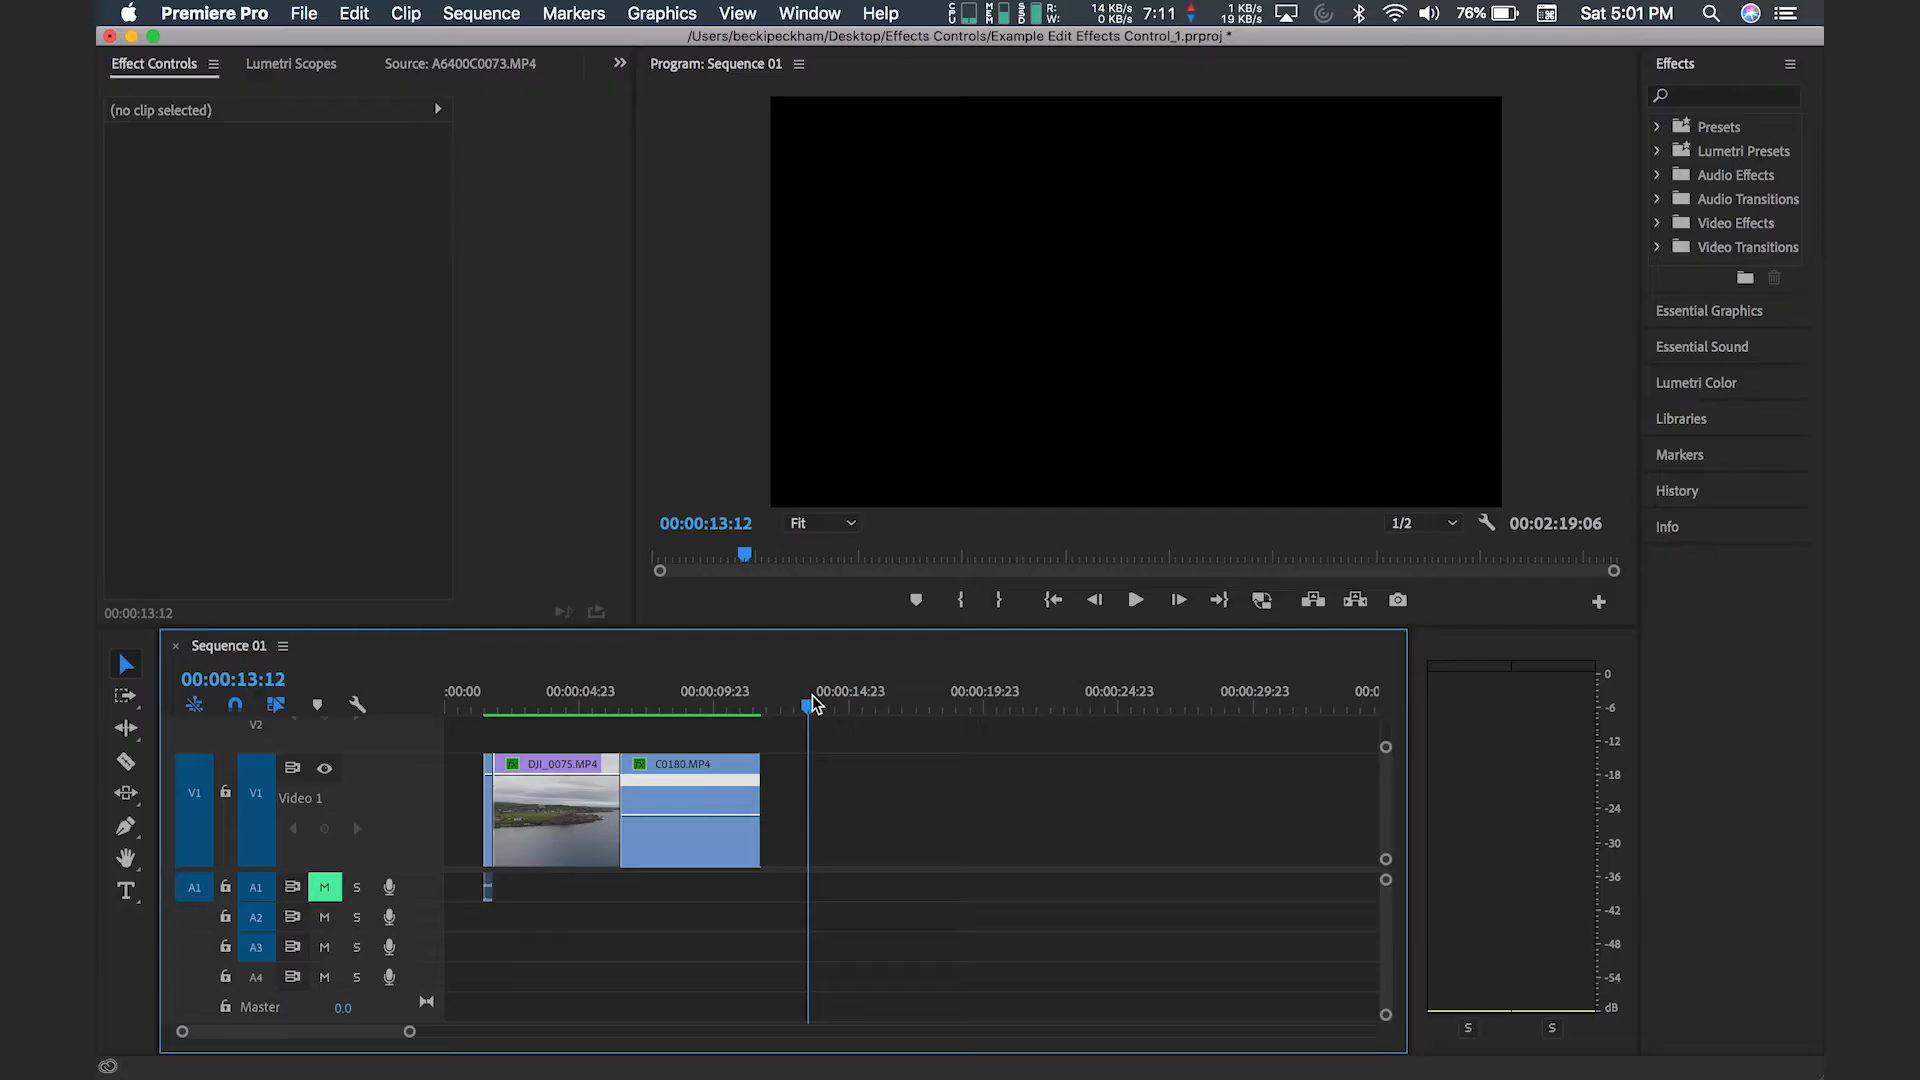 Premiere Pro File Edit Clip Sequence Markers Graphics View Window Help
CPU MEM SSD R: W: 14 KB/s 0 KB/s 7:11 1 KB/s 19 KB/s 76% Sat 5:01 PM
/Users/beckipeckham/Desktop/Effects Controls/Example Edit Effects Control_1.prproj *
Effect Controls Lumetri Scopes Source: A6400C0073.MP4
(no clip selected)
00:00:13:12
Program: Sequence 01
00:00:13:12 Fit 1/2 00:02:19:06
Effects
Presets
Lumetri Presets
Audio Effects
Audio Transitions
Video Effects
Video Transitions
Essential Graphics
Essential Sound
Lumetri Color
Libraries
Markers
History
Info
Sequence 01
00:00:13:12
:00:00 00:00:04:23 00:00:09:23 00:00:14:23 00:00:19:23 00:00:24:23 00:00:29:23 00:0
V2
fx DJI_0075.MP4 fx C0180.MP4
V1 V1 Video 1
A1 A1 M S
A2 M S
A3 M S
A4 M S
Master 0.0
T
0
-6
-12
-18
-24
-30
-36
-42
-48
-54
dB
S S